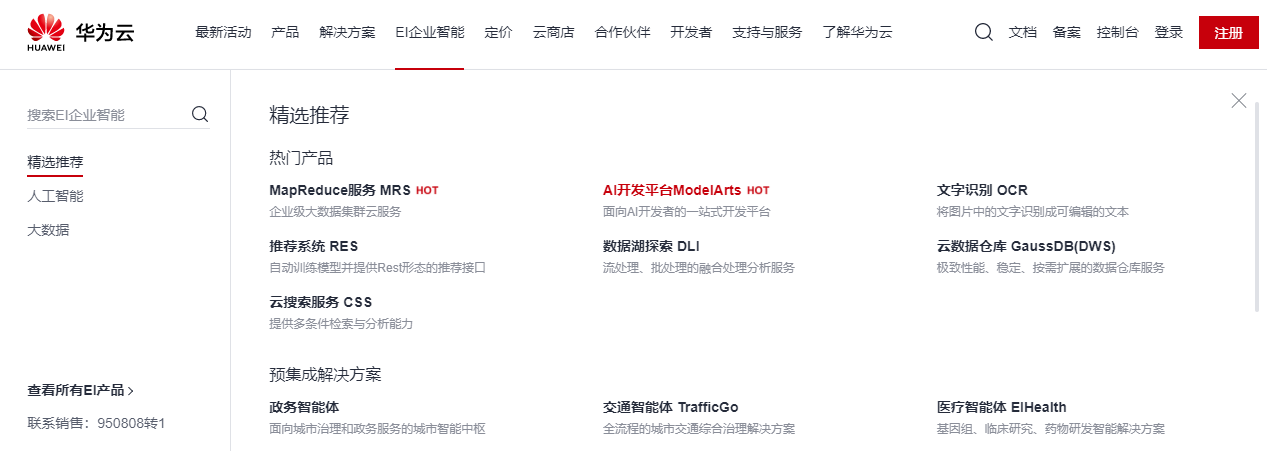 HUAWEI 华为云 最新活动 产品 解决方案 EI企业智能 定价 云商店 合作伙伴 开发者 支持与服务 了解华为云 文档 备案 控制台 登录 注册
搜索EI企业智能
精选推荐
人工智能
大数据
查看所有EI产品 >
联系销售：950808转1
精选推荐
热门产品
MapReduce服务 MRS HOT
企业级大数据集群云服务
AI开发平台ModelArts HOT
面向AI开发者的一站式开发平台
文字识别 OCR
将图片中的文字识别成可编辑的文本
推荐系统 RES
自动训练模型并提供Rest形态的推荐接口
数据湖探索 DLI
流处理、批处理的融合处理分析服务
云数据仓库 GaussDB(DWS)
极致性能、稳定、按需扩展的数据仓库服务
云搜索服务 CSS
提供多条件检索与分析能力
预集成解决方案
政务智能体
面向城市治理和政务服务的城市智能中枢
交通智能体 TrafficGo
全流程的城市交通综合治理解决方案
医疗智能体 EIHealth
基因组、临床研究、药物研发智能解决方案